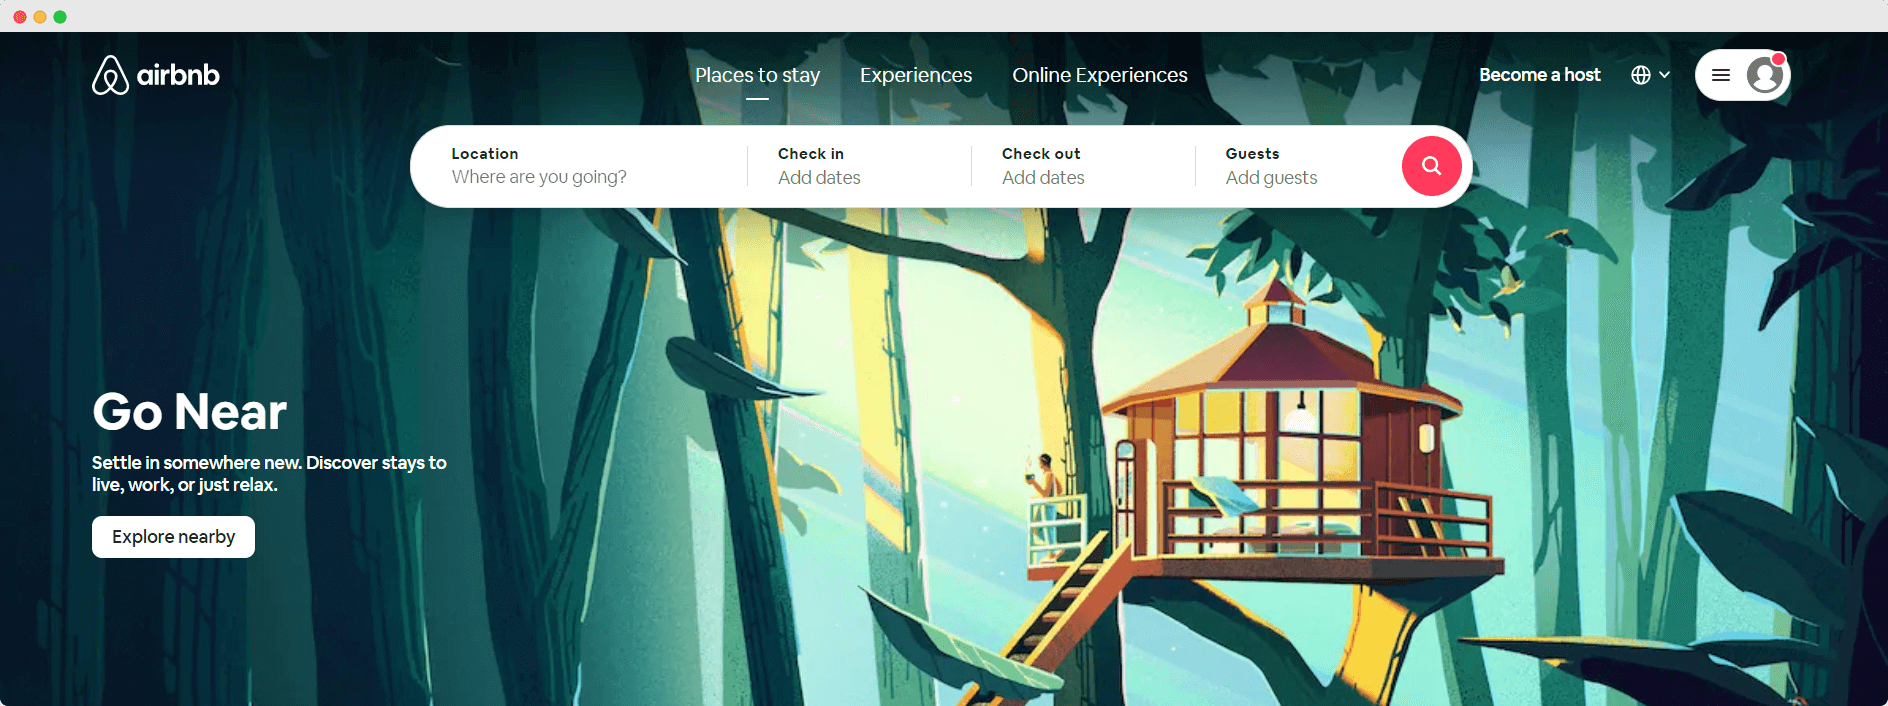 airbnb
Places to stay
Experiences
Online Experiences
Become a host
Location
Where are you going?
Check in
Add dates
Check out
Add dates
Guests
Add guests
Go Near
Settle in somewhere new. Discover stays to
live, work, or just relax.
Explore nearby